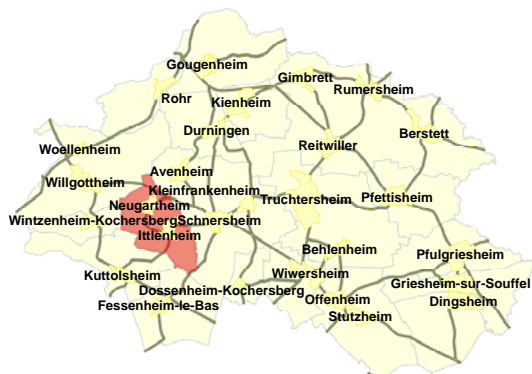 Gougenheim
Gimbrett
Rumersheim
Rohr
Kienheim
Durningen
Berstett
Reitwiller
Woellenheim
Avenheim
Willgottheim
Kleinfrankenheim
Neugartheim
Truchtersheim
Pfettisheim
Wintzenheim-Kochersberg
Schnersheim
Ittlenheim
Behlenheim
Pfulgriesheim
Kuttolsheim
Wiwersheim
Griesheim-sur-Souffel
Dossenheim-Kochersberg
Offenheim
Dingsheim
Fessenheim-le-Bas
Stutzheim